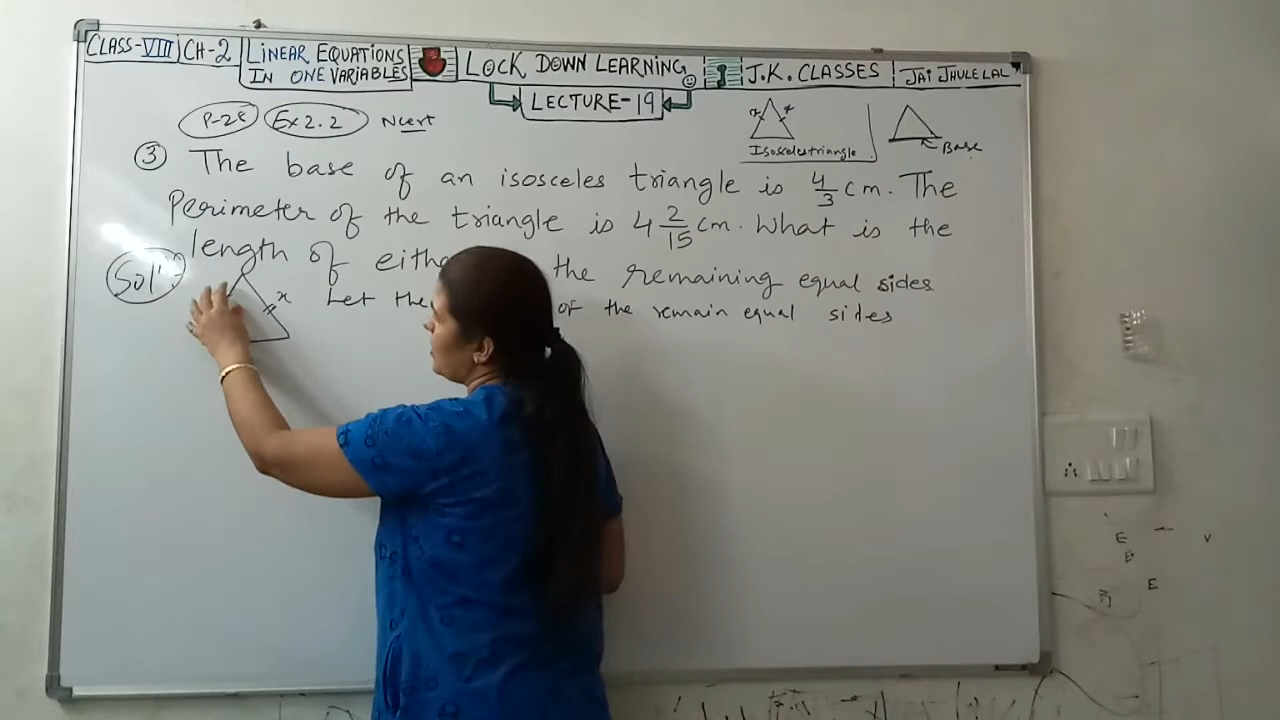 CLASS-VIII CH-2 LINEAR EQUATIONS IN ONE VARIABLES LOCK DOWN LEARNING J.K. CLASSES JAI JHULELAL
LECTURE-19
P-28 Ex 2.2 Ncert
x x
Isosceles triangle Base
③ The base of an isosceles triangle is 4/3 cm. The
Perimeter of the triangle is 4 2/15 cm. What is the
length of the remaining equal sides
Sol Let the of the remain equal sides
x